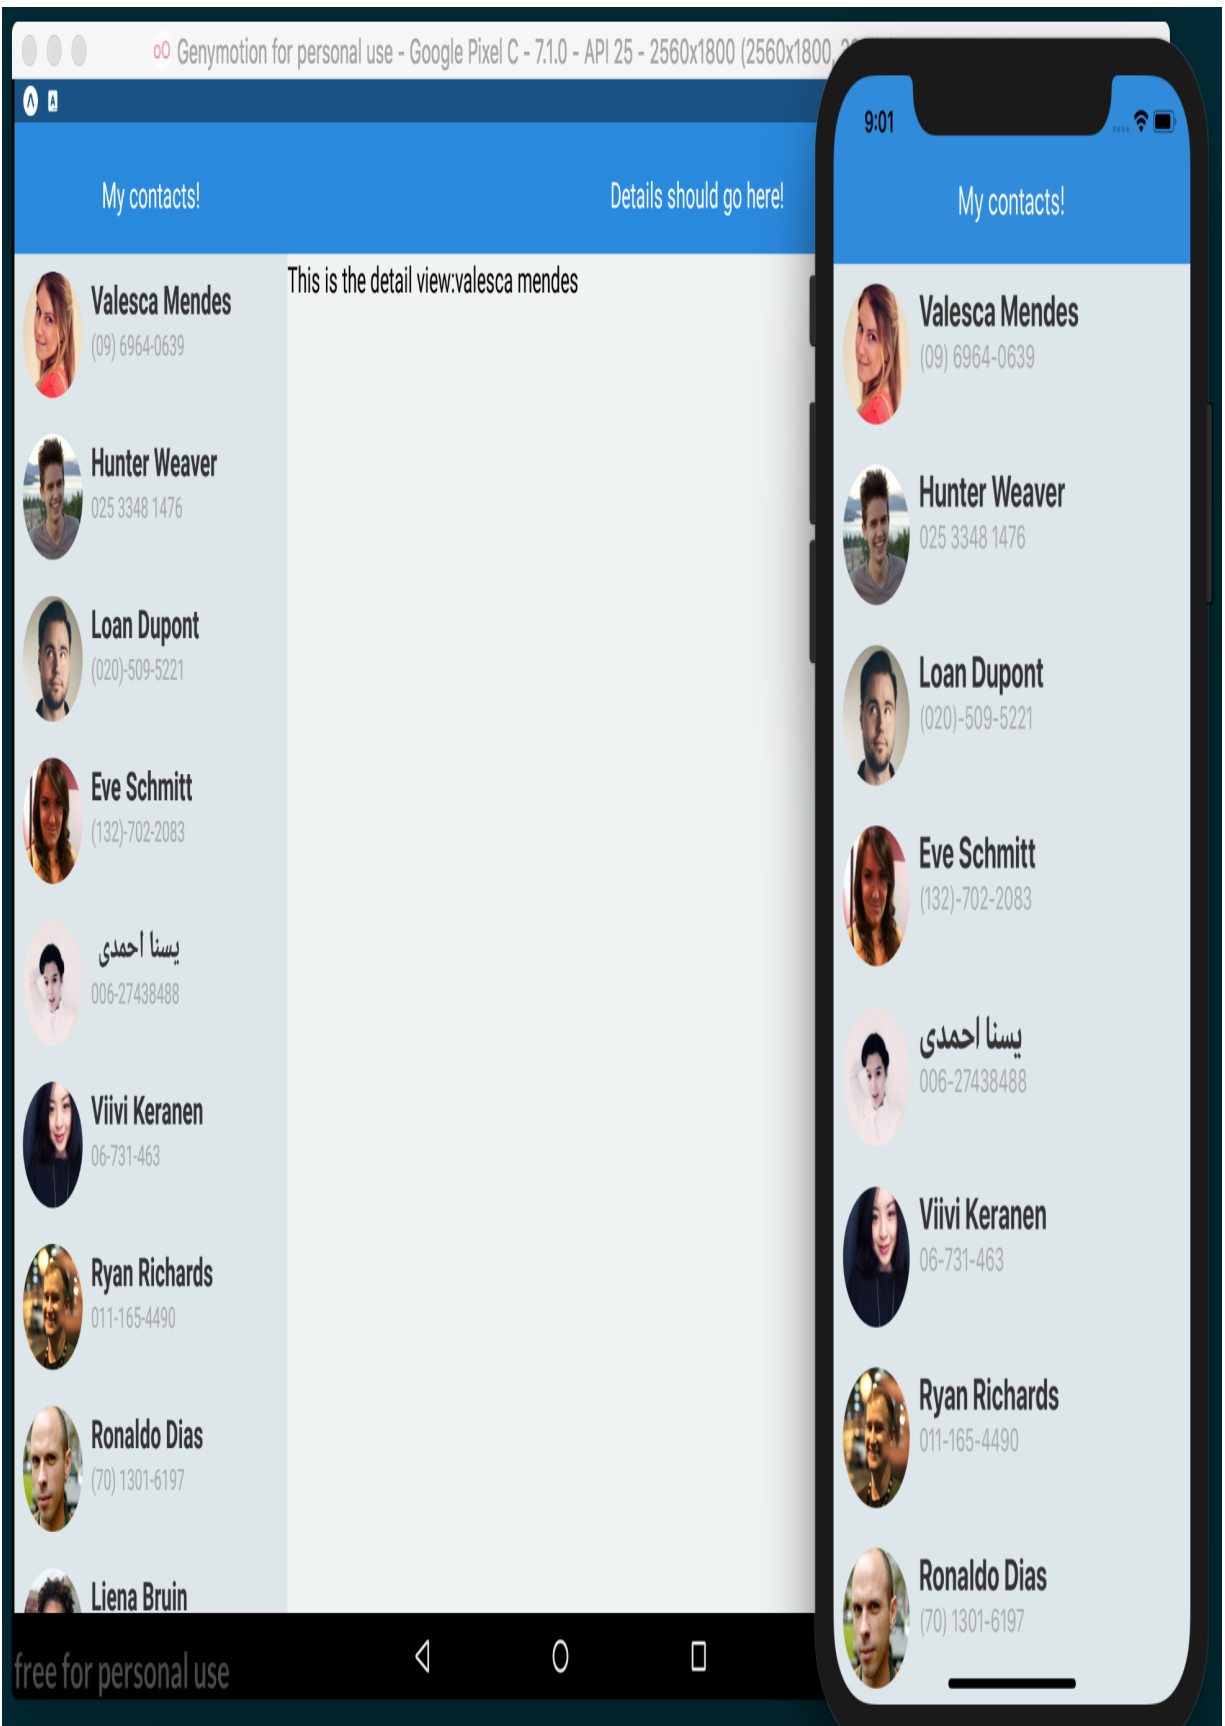 Genymotion for personal use - Google Pixel C - 7.1.0 - API 25 - 2560x1800 (2560x1800,
My contacts!
Details should go here!
This is the detail view:valesca mendes
Valesca Mendes
(09) 6964-0639
Hunter Weaver
025 3348 1476
Loan Dupont
(020)-509-5221
Eve Schmitt
(132)-702-2083
یسنا احمدی
006-27438488
Viivi Keranen
06-731-463
Ryan Richards
011-165-4490
Ronaldo Dias
(70) 1301-6197
Liena Bruin
free for personal use
9:01
My contacts!
Valesca Mendes
(09) 6964-0639
Hunter Weaver
025 3348 1476
Loan Dupont
(020)-509-5221
Eve Schmitt
(132)-702-2083
یسنا احمدی
006-27438488
Viivi Keranen
06-731-463
Ryan Richards
011-165-4490
Ronaldo Dias
(70) 1301-6197